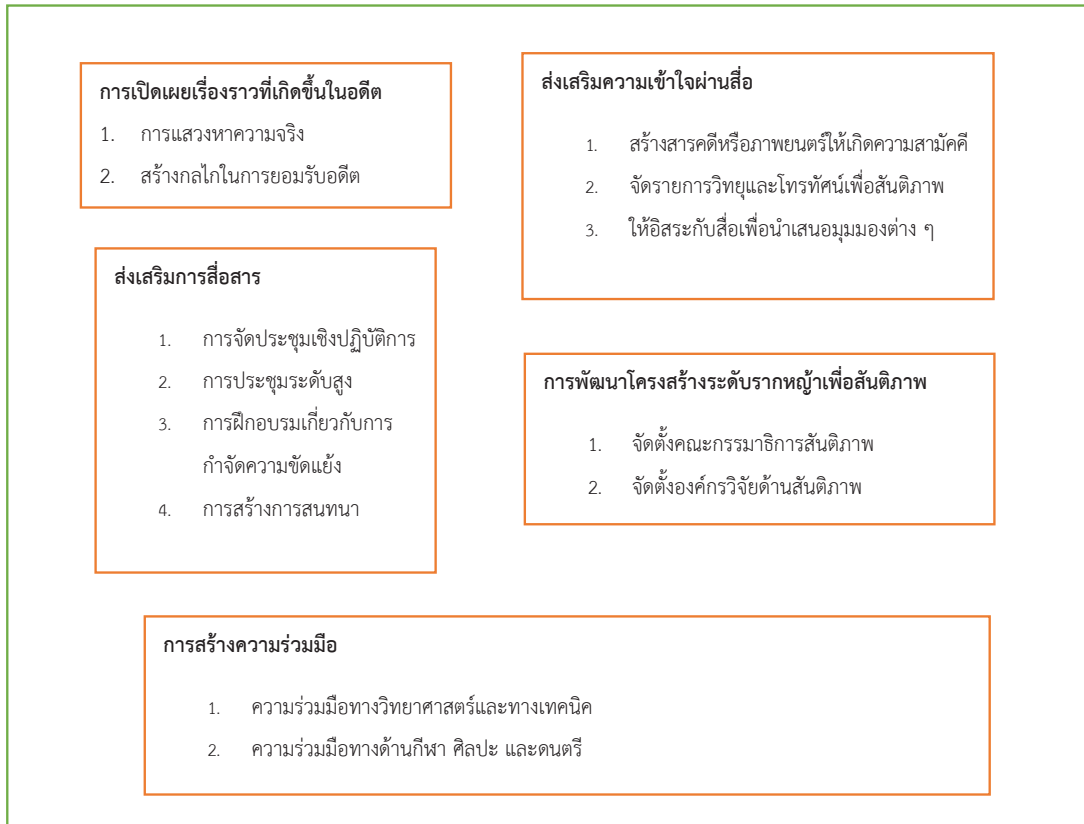 การเปิดเผยเรื่องราวที่เกิดขึ้นในอดีต
1. การแสวงหาความจริง
2. สร้างกลไกในการยอมรับอดีต
ส่งเสริมความเข้าใจผ่านสื่อ
1. สร้างสารคดีหรือภาพยนตร์ให้เกิดความสามัคคี
2. จัดรายการวิทยุและโทรทัศน์เพื่อสันติภาพ
3. ให้อิสระกับสื่อเพื่อนำเสนอมุมมองต่าง ๆ
ส่งเสริมการสื่อสาร
1. การจัดประชุมเชิงปฏิบัติการ
2. การประชุมระดับสูง
3. การฝึกอบรมเกี่ยวกับการ
กำจัดความขัดแย้ง
4. การสร้างการสนทนา
การพัฒนาโครงสร้างระดับรากหญ้าเพื่อสันติภาพ
1. จัดตั้งคณะกรรมาธิการสันติภาพ
2. จัดตั้งองค์กรวิจัยด้านสันติภาพ
การสร้างความร่วมมือ
1. ความร่วมมือทางวิทยาศาสตร์และทางเทคนิค
2. ความร่วมมือทางด้านกีฬา ศิลปะ และดนตรี